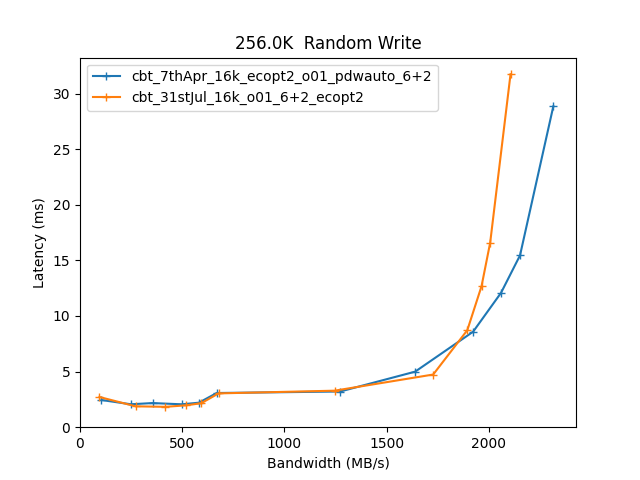 256.0K  Random Write
cbt_7thApr_16k_ecopt2_o01_pdwauto_6+2
cbt_31stJul_16k_o01_6+2_ecopt2
Latency (ms)
30
25
20
15
10
5
0
0 500 1000 1500 2000
Bandwidth (MB/s)